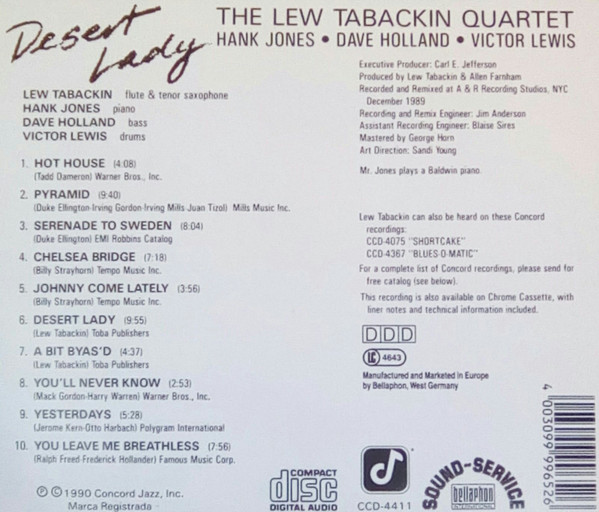 Desert Lady
THE LEW TABACKIN QUARTET
HANK JONES • DAVE HOLLAND • VICTOR LEWIS
LEW TABACKIN flute & tenor saxophone
HANK JONES piano
DAVE HOLLAND bass
VICTOR LEWIS drums
1. HOT HOUSE (4:08)
(Tadd Dameron) Warner Bros., Inc.
2. PYRAMID (9:40)
(Duke Ellington-Irving Gordon-Irving Mills Juan Tizol) Mills Music Inc.
3. SERENADE TO SWEDEN (8:04)
(Duke Ellington) EMI Robbins Catalog
4. CHELSEA BRIDGE (7:18)
(Billy Strayhorn) Tempo Music Inc.
5. JOHNNY COME LATELY (3:56)
(Billy Strayhorn) Tempo Music Inc.
6. DESERT LADY (9:55)
(Lew Tabackin) Toba Publishers
7. A BIT BYAS'D (4:37)
(Lew Tabackin) Toba Publishers
8. YOU'LL NEVER KNOW (2:53)
(Mack Gordon-Harry Warren) Warner Bros., Inc.
9. YESTERDAYS (5:28)
(Jerome Kern-Otto Harbach) Polygram International
10. YOU LEAVE ME BREATHLESS (7:56)
(Ralph Freed-Frederick Hollander) Famous Music Corp.
℗ © 1990 Concord Jazz, Inc.
Marca Registrada
Executive Producer: Carl E. Jefferson
Produced by Lew Tabackin & Allen Farnham
Recorded and Remixed at A & R Recording Studios, NYC
December 1989
Recording and Remix Engineer: Jim Anderson
Assistant Recording Engineer: Blaise Sires
Mastered by George Horn
Art Direction: Sandi Young
Mr. Jones plays a Baldwin piano.
Lew Tabackin can also be heard on these Concord
recordings:
CCD-4075 "SHORTCAKE"
CCD-4367 "BLUES-O-MATIC"
For a complete list of Concord recordings, please send for
free catalog (see below).
This recording is also available on Chrome Cassette, with
liner notes and technical information included.
DDD
LC 4643
Manufactured and Marketed in Europe
by Bellaphon, West Germany
COMPACT
disc
DIGITAL AUDIO
CCD-4411
SOUND-SERVICE
bellaphon
4 003099 996226